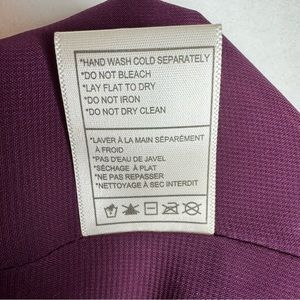 *HAND WASH COLD SEPARATELY
*DO NOT BLEACH
*LAY FLAT TO DRY
*DO NOT IRON
*DO NOT DRY CLEAN
*LAVER À LA MAIN SÉPARÉMENT
À FROID
*PAS D'EAU DE JAVEL
*SÉCHAGE À PLAT
*NE PAS REPASSER
*NETTOYAGE À SEC INTERDIT